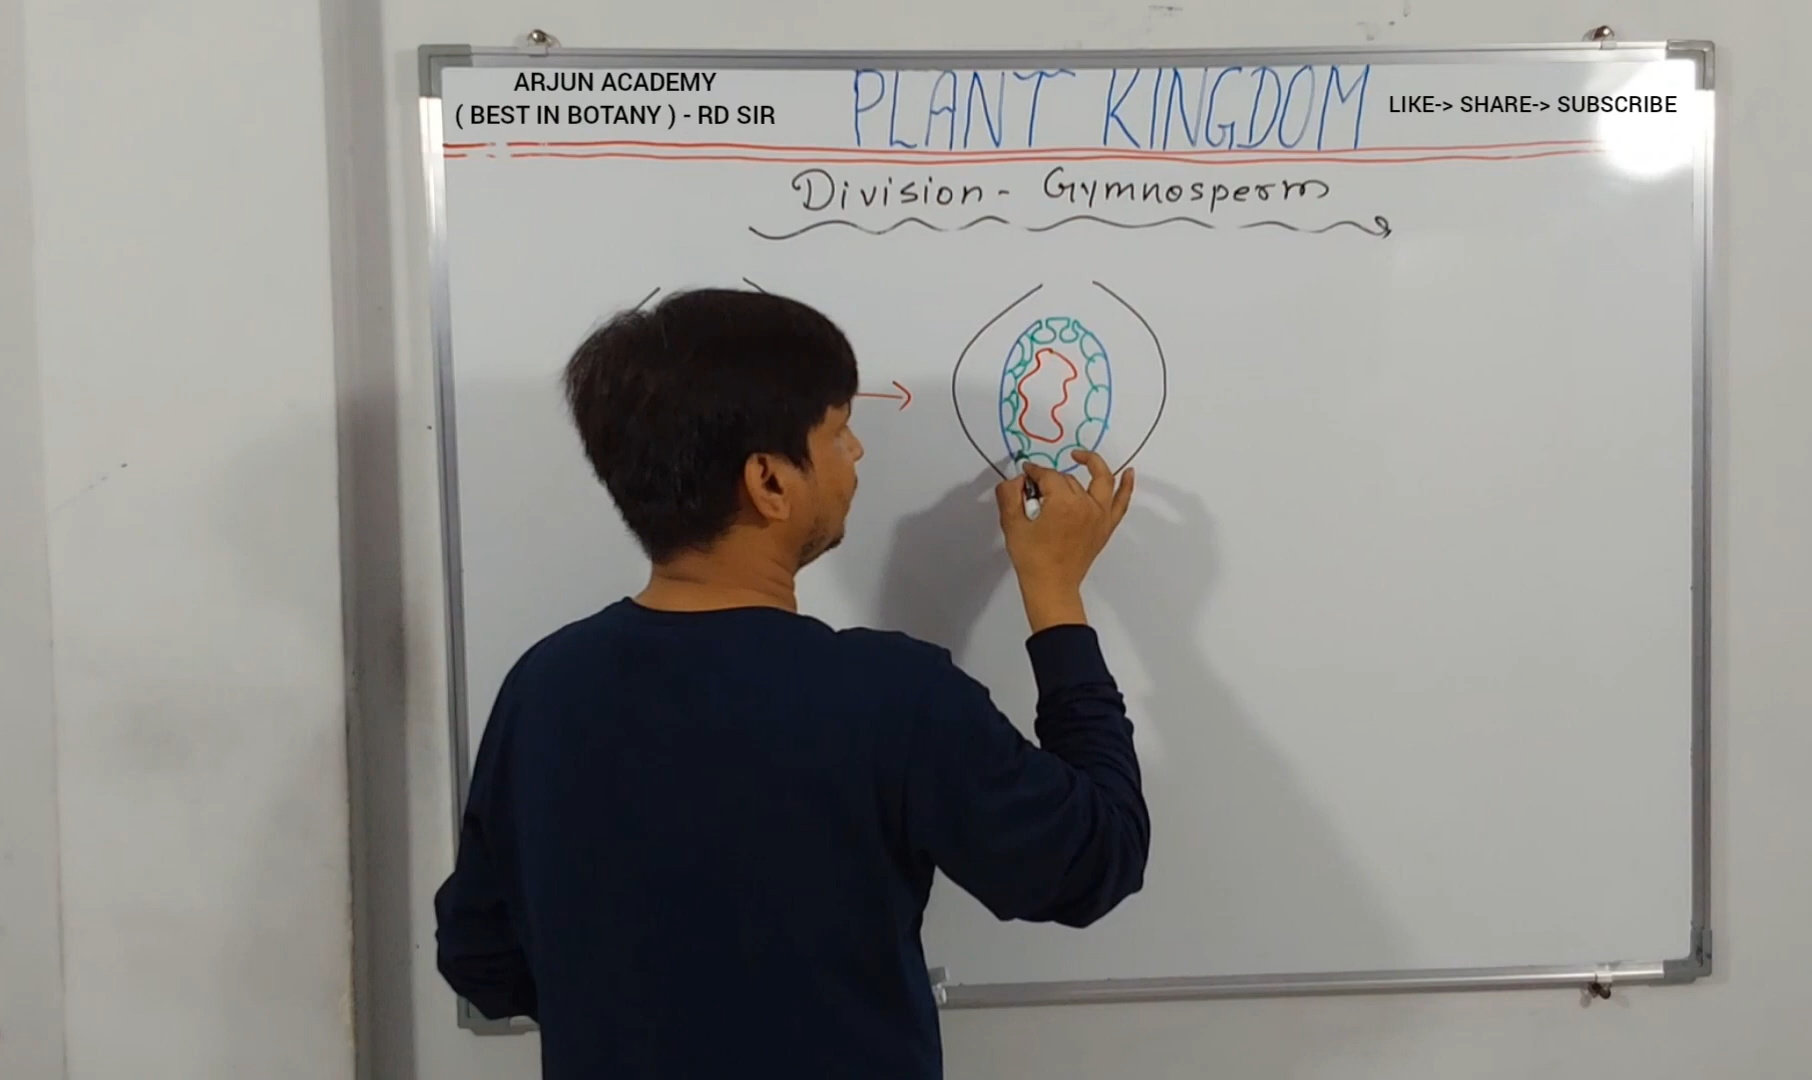 ARJUN ACADEMY
( BEST IN BOTANY ) - RD SIR
PLANT KINGDOM
LIKE-> SHARE-> SUBSCRIBE
Division - Gymnosperm